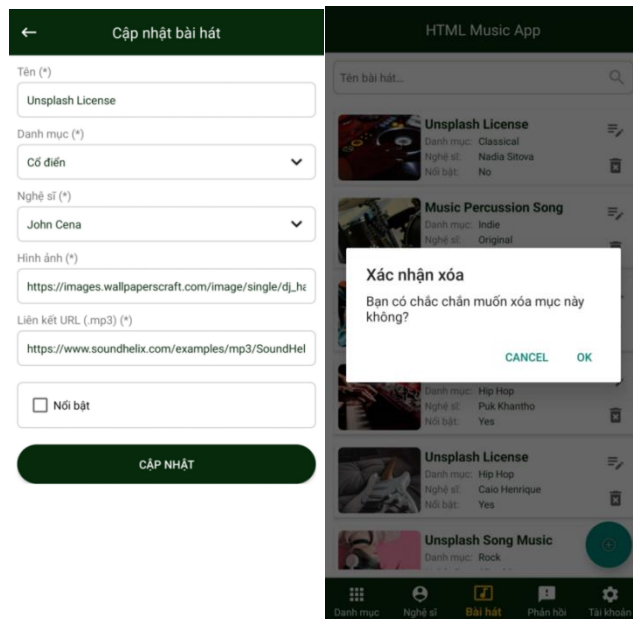 Cập nhật bài hát
Tên (*)
Unsplash License
Danh mục (*)
Cổ điển
Nghệ sĩ (*)
John Cena
Hình ảnh (*)
https://images.wallpaperscraft.com/image/single/dj_ha
Liên kết URL (.mp3) (*)
https://www.soundhelix.com/examples/mp3/SoundHel
Nổi bật
CẬP NHẬT
HTML Music App
Tên bài hát...
Unsplash License
Danh mục: Classical
Nghệ sĩ: Nadia Sitova
Nổi bật: No
Music Percussion Song
Danh mục: Indie
Nghệ sĩ: Original
Xác nhận xóa
Bạn có chắc chắn muốn xóa mục này
không?
CANCEL OK
Danh mục: Hip Hop
Nghệ sĩ: Puk Khantho
Nổi bật: Yes
Unsplash License
Danh mục: Hip Hop
Nghệ sĩ: Caio Henrique
Nổi bật: Yes
Unsplash Song Music
Danh mục: Rock
Danh mục Nghệ sĩ Bài hát Phản hồi Tài khoản